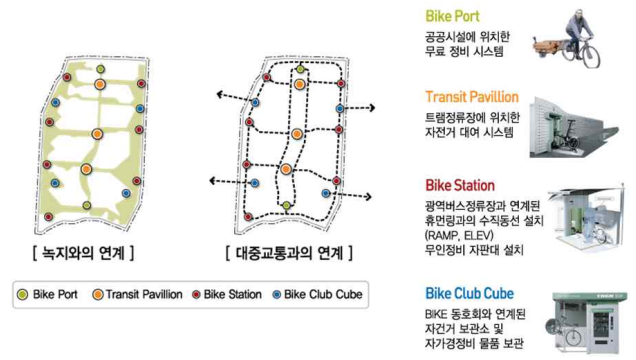 Bike Port
공공시설에 위치한
무료 정비 시스템
Transit Pavillion
트램정류장에 위치한
자전거 대여 시스템
Bike Station
광역버스정류장과 연계된
휴먼링과의 수직동선 설치
(RAMP, ELEV)
무인정비 자판대 설치
Bike Club Cube
BIKE 동호회와 연계된
자건거 보관소 및
자가경정비 물품 보관
[ 녹지와의 연계 ]
[ 대중교통과의 연계 ]
Bike Port
Transit Pavillion
Bike Station
Bike Club Cube
TREK